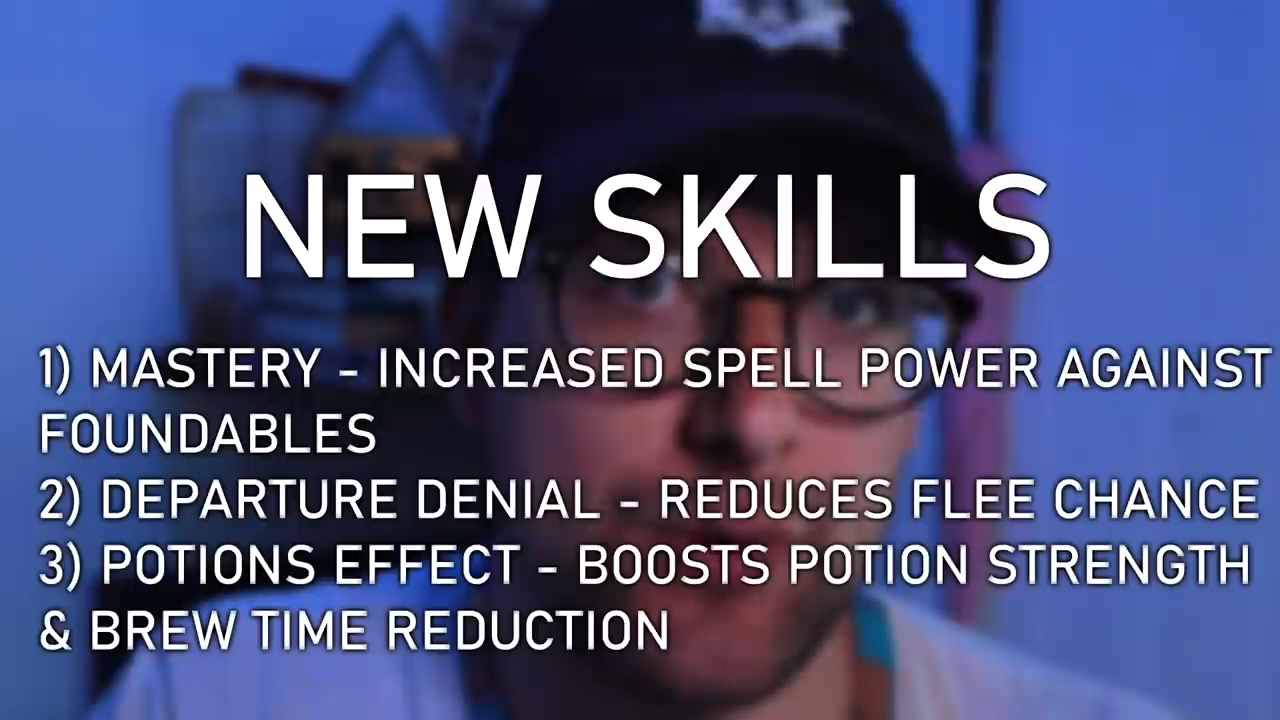 NEW SKILLS
1) MASTERY - INCREASED SPELL POWER AGAINST
FOUNDABLES
2) DEPARTURE DENIAL - REDUCES FLEE CHANCE
3) POTIONS EFFECT - BOOSTS POTION STRENGTH
& BREW TIME REDUCTION